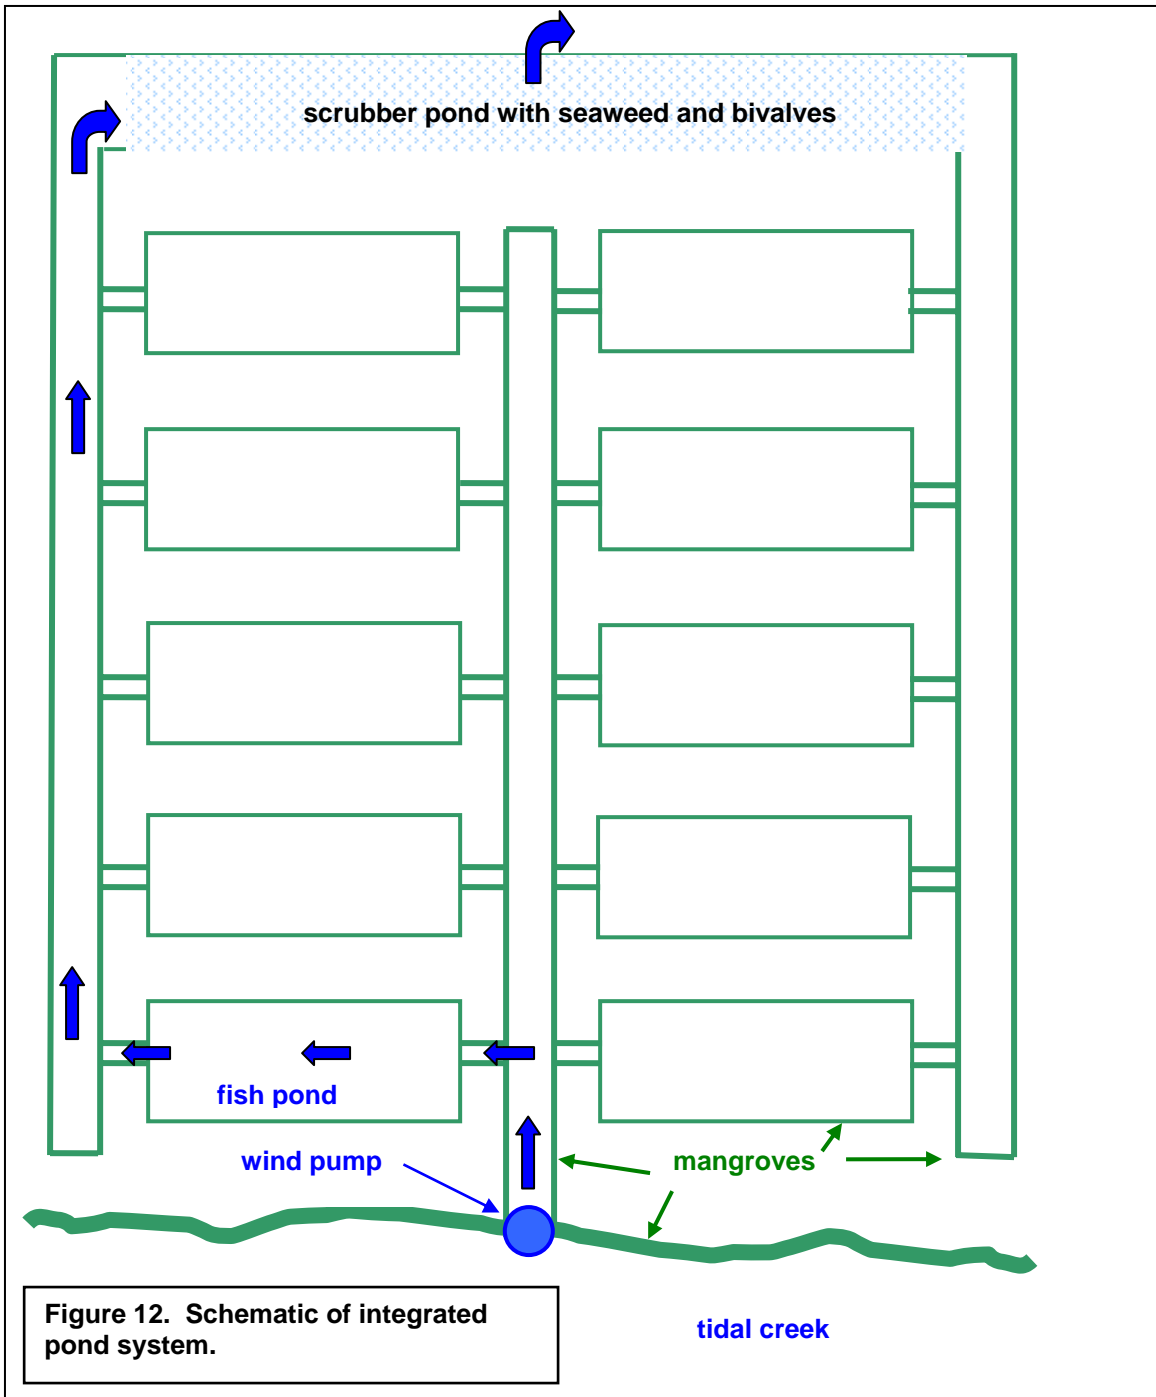 scrubber pond with seaweed and bivalves
fish pond
wind pump
mangroves
Figure 12.  Schematic of integrated
pond system.
tidal creek